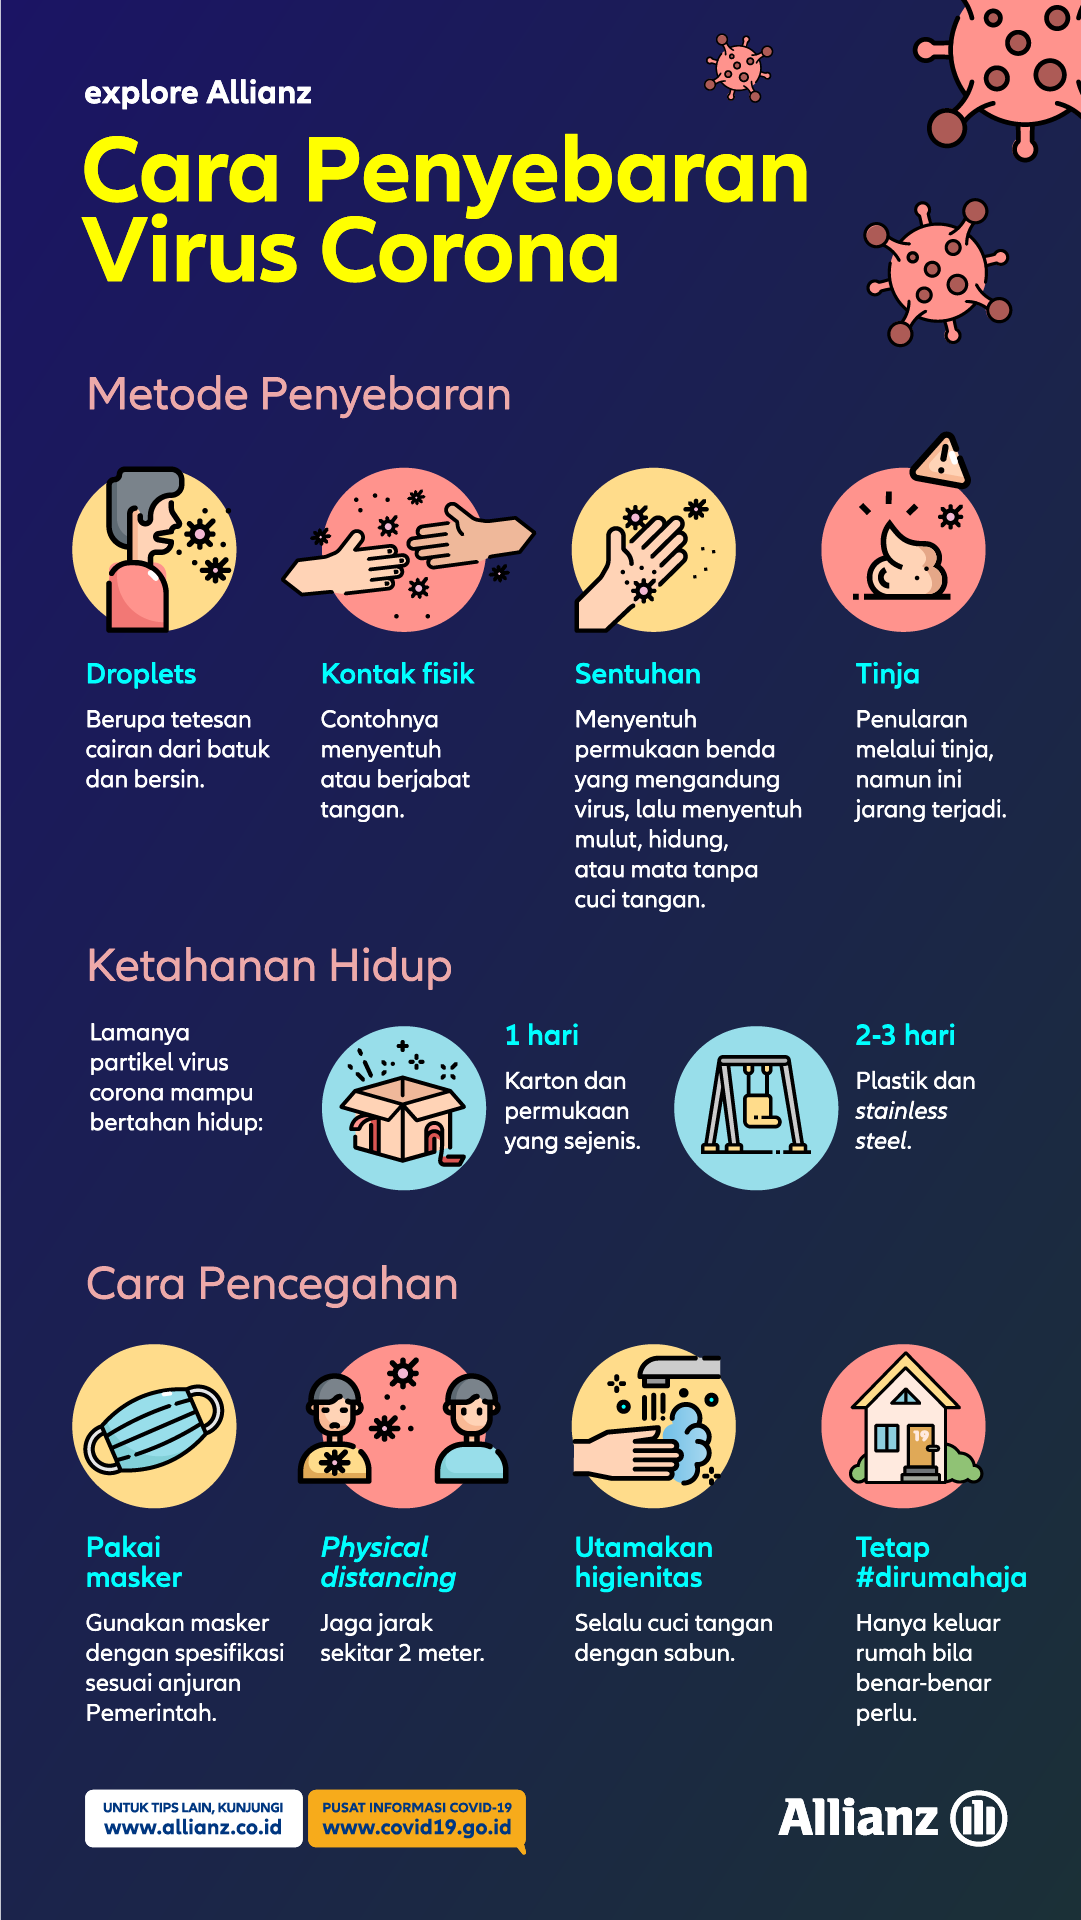 explore Allianz
Cara Penyebaran
Virus Corona
Metode Penyebaran
Droplets
Berupa tetesan
cairan dari batuk
dan bersin.
Kontak fisik
Contohnya
menyentuh
atau berjabat
tangan.
Sentuhan
Menyentuh
permukaan benda
yang mengandung
virus, lalu menyentuh
mulut, hidung,
atau mata tanpa
cuci tangan.
Tinja
Penularan
melalui tinja,
namun ini
jarang terjadi.
Ketahanan Hidup
Lamanya
partikel virus
corona mampu
bertahan hidup:
1 hari
Karton dan
permukaan
yang sejenis.
2-3 hari
Plastik dan
stainless
steel.
Cara Pencegahan
19
Pakai
masker
Gunakan masker
dengan spesifikasi
sesuai anjuran
Pemerintah.
Physical
distancing
Jaga jarak
sekitar 2 meter.
Utamakan
higienitas
Selalu cuci tangan
dengan sabun.
Tetap
#dirumahaja
Hanya keluar
rumah bila
benar-benar
perlu.
UNTUK TIPS LAIN, KUNJUNGI
www.allianz.co.id
PUSAT INFORMASI COVID-19
www.covid19.go.id
Allianz